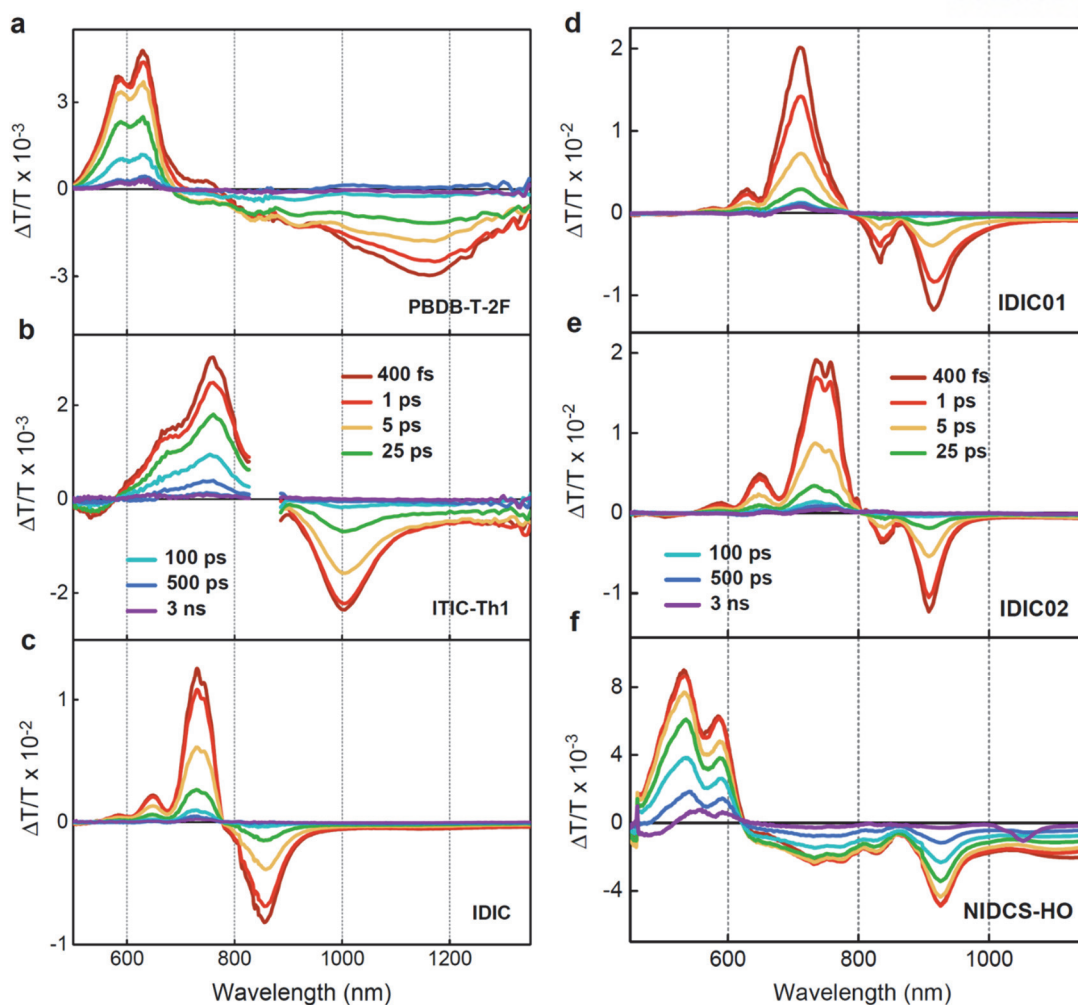 a
ΔT/T x 10⁻³
3
0
-3
PBDB-T-2F
b
ΔT/T x 10⁻³
2
0
-2
400 fs
1 ps
5 ps
25 ps
100 ps
500 ps
3 ns
ITIC-Th1
c
ΔT/T x 10⁻²
1
0
-1
IDIC
600 800 1000 1200
Wavelength (nm)
d
ΔT/T x 10⁻²
2
1
0
-1
IDIC01
e
ΔT/T x 10⁻²
2
1
0
-1
400 fs
1 ps
5 ps
25 ps
100 ps
500 ps
3 ns
IDIC02
f
ΔT/T x 10⁻³
8
4
0
-4
NIDCS-HO
600 800 1000
Wavelength (nm)